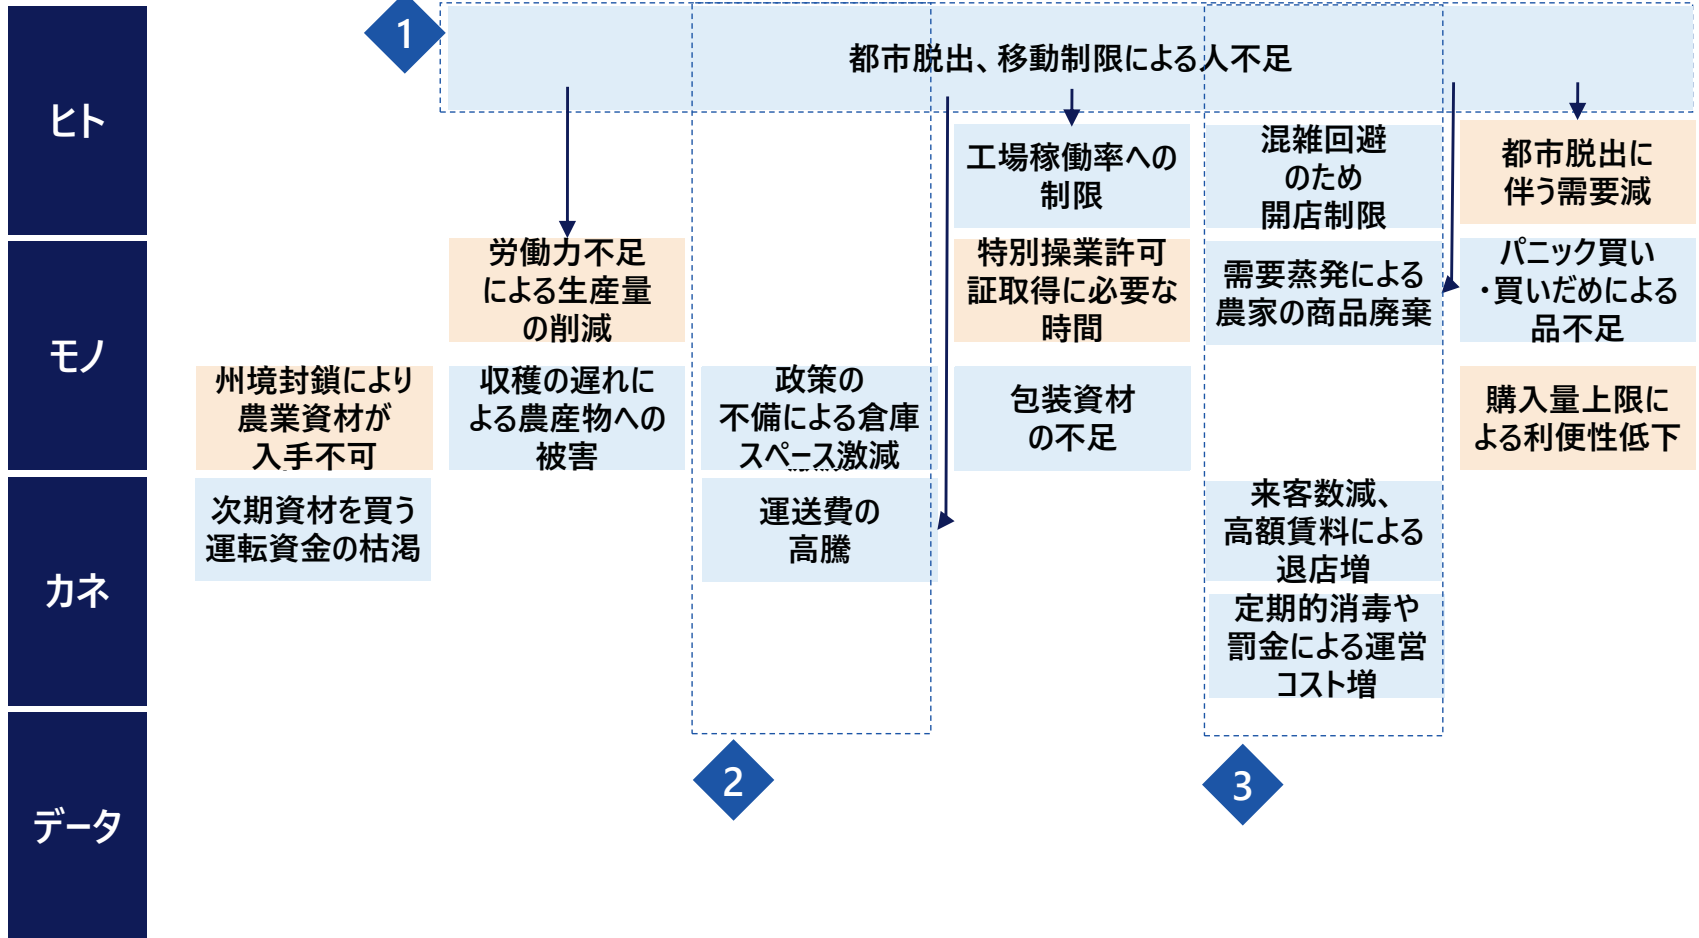 ヒト
1
都市脱出、移動制限による人不足
工場稼働率への
制限
混雑回避
のため
開店制限
都市脱出に
伴う需要減
モノ
労働力不足
による生産量
の削減
特別操業許可
証取得に必要な
時間
需要蒸発による
農家の商品廃棄
パニック買い
・買いだめによる
品不足
州境封鎖により
農業資材が
入手不可
収穫の遅れに
よる農産物への
被害
政策の
不備による倉庫
スペース激減
包装資材
の不足
購入量上限に
よる利便性低下
カネ
次期資材を買う
運転資金の枯渇
運送費の
高騰
来客数減、
高額賃料による
退店増
定期的消毒や
罰金による運営
コスト増
データ
2
3